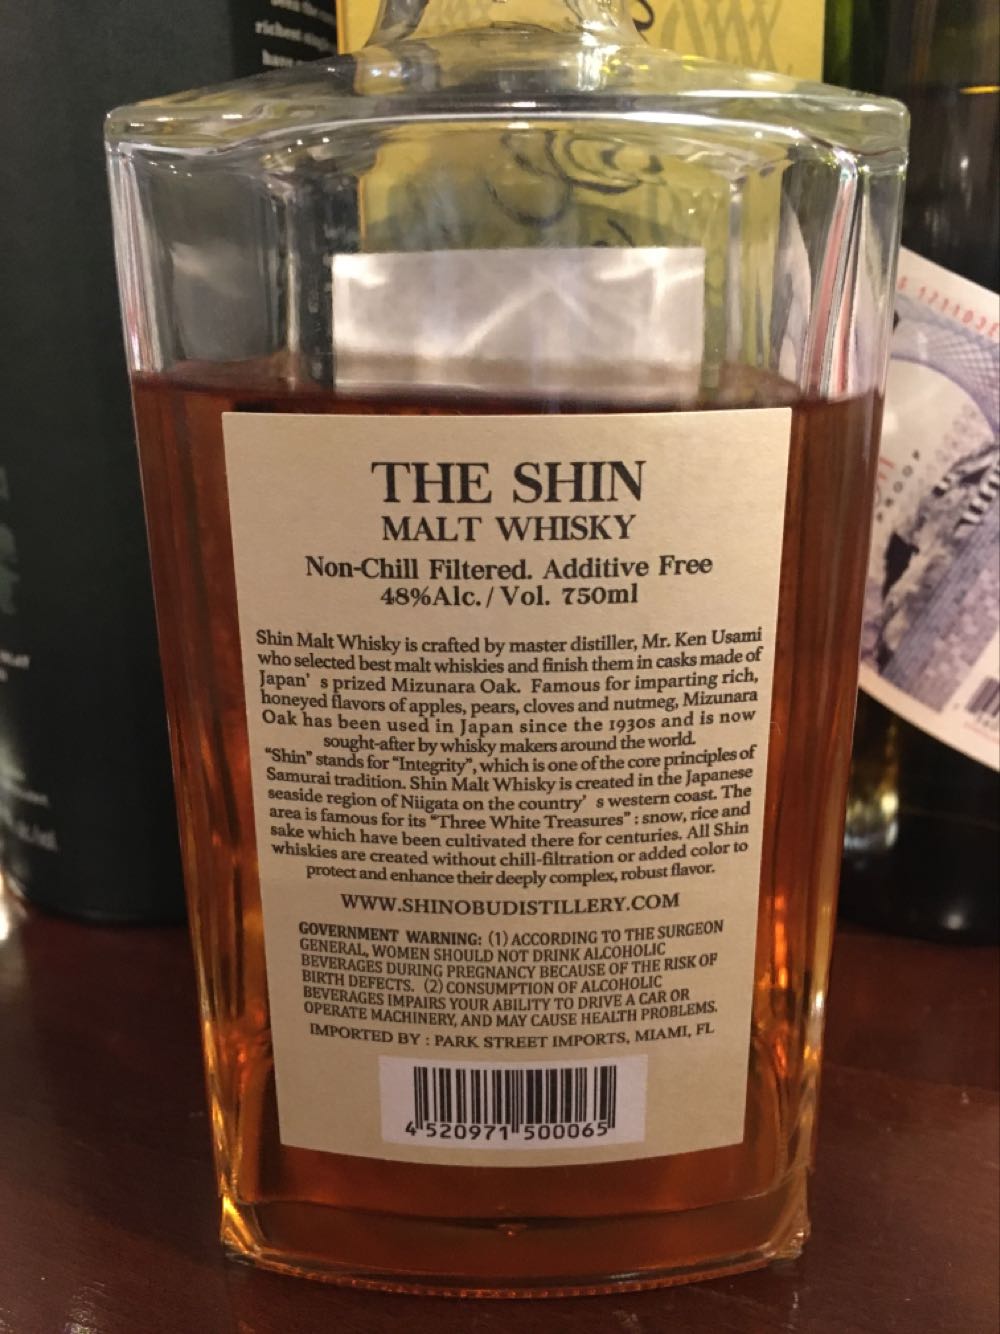 richest
THE SHIN
MALT WHISKY
Non-Chill Filtered. Additive Free
48%Alc. / Vol. 750ml
Shin Malt Whisky is crafted by master distiller, Mr. Ken Usami
who selected best malt whiskies and finish them in casks made of
Japan' s prized Mizunara Oak. Famous for imparting rich,
honeyed flavors of apples, pears, cloves and nutmeg, Mizunara
Oak has been used in Japan since the 1930s and is now
sought-after by whisky makers around the world.
"Shin" stands for "Integrity", which is one of the core principles of
Samurai tradition. Shin Malt Whisky is created in the Japanese
seaside region of Niigata on the country' s western coast. The
area is famous for its "Three White Treasures" : snow, rice and
sake which have been cultivated there for centuries. All Shin
whiskies are created without chill-filtration or added color to
protect and enhance their deeply complex, robust flavor.
WWW.SHINOBUDISTILLERY.COM
GOVERNMENT WARNING: (1) ACCORDING TO THE SURGEON
GENERAL, WOMEN SHOULD NOT DRINK ALCOHOLIC
BEVERAGES DURING PREGNANCY BECAUSE OF THE RISK OF
BIRTH DEFECTS. (2) CONSUMPTION OF ALCOHOLIC
BEVERAGES IMPAIRS YOUR ABILITY TO DRIVE A CAR OR
OPERATE MACHINERY, AND MAY CAUSE HEALTH PROBLEMS.
IMPORTED BY : PARK STREET IMPORTS, MIAMI, FL
4 520971 500065